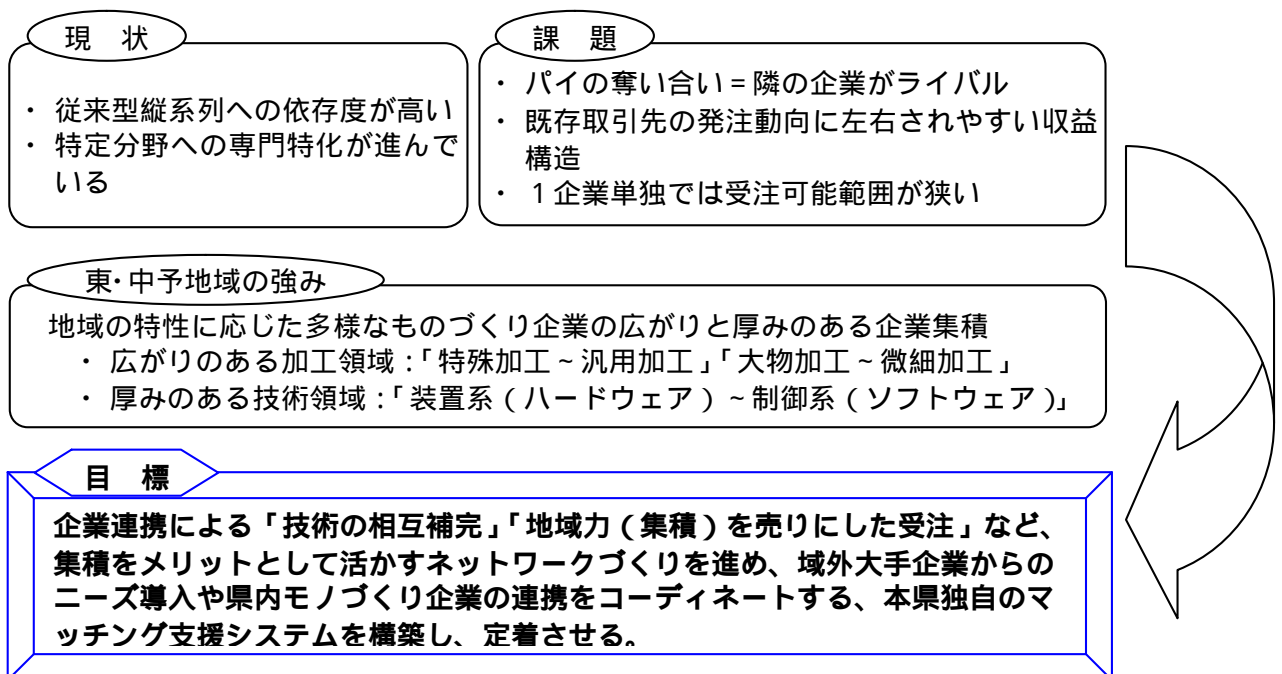 現　状
・ 従来型縦系列への依存度が高い
・ 特定分野への専門特化が進んで
いる
課　題
・ パイの奪い合い＝隣の企業がライバル
・ 既存取引先の発注動向に左右されやすい収益
構造
・ １企業単独では受注可能範囲が狭い
東・中予地域の強み
地域の特性に応じた多様なものづくり企業の広がりと厚みのある企業集積
・ 広がりのある加工領域：「特殊加工～汎用加工」「大物加工～微細加工」
・ 厚みのある技術領域：「装置系（ハードウェア）～制御系（ソフトウェア）」
目　標
企業連携による「技術の相互補完」「地域力（集積）を売りにした受注」など、
集積をメリットとして活かすネットワークづくりを進め、域外大手企業からの
ニーズ導入や県内モノづくり企業の連携をコーディネートする、本県独自のマ
ッチング支援システムを構築し、定着させる。